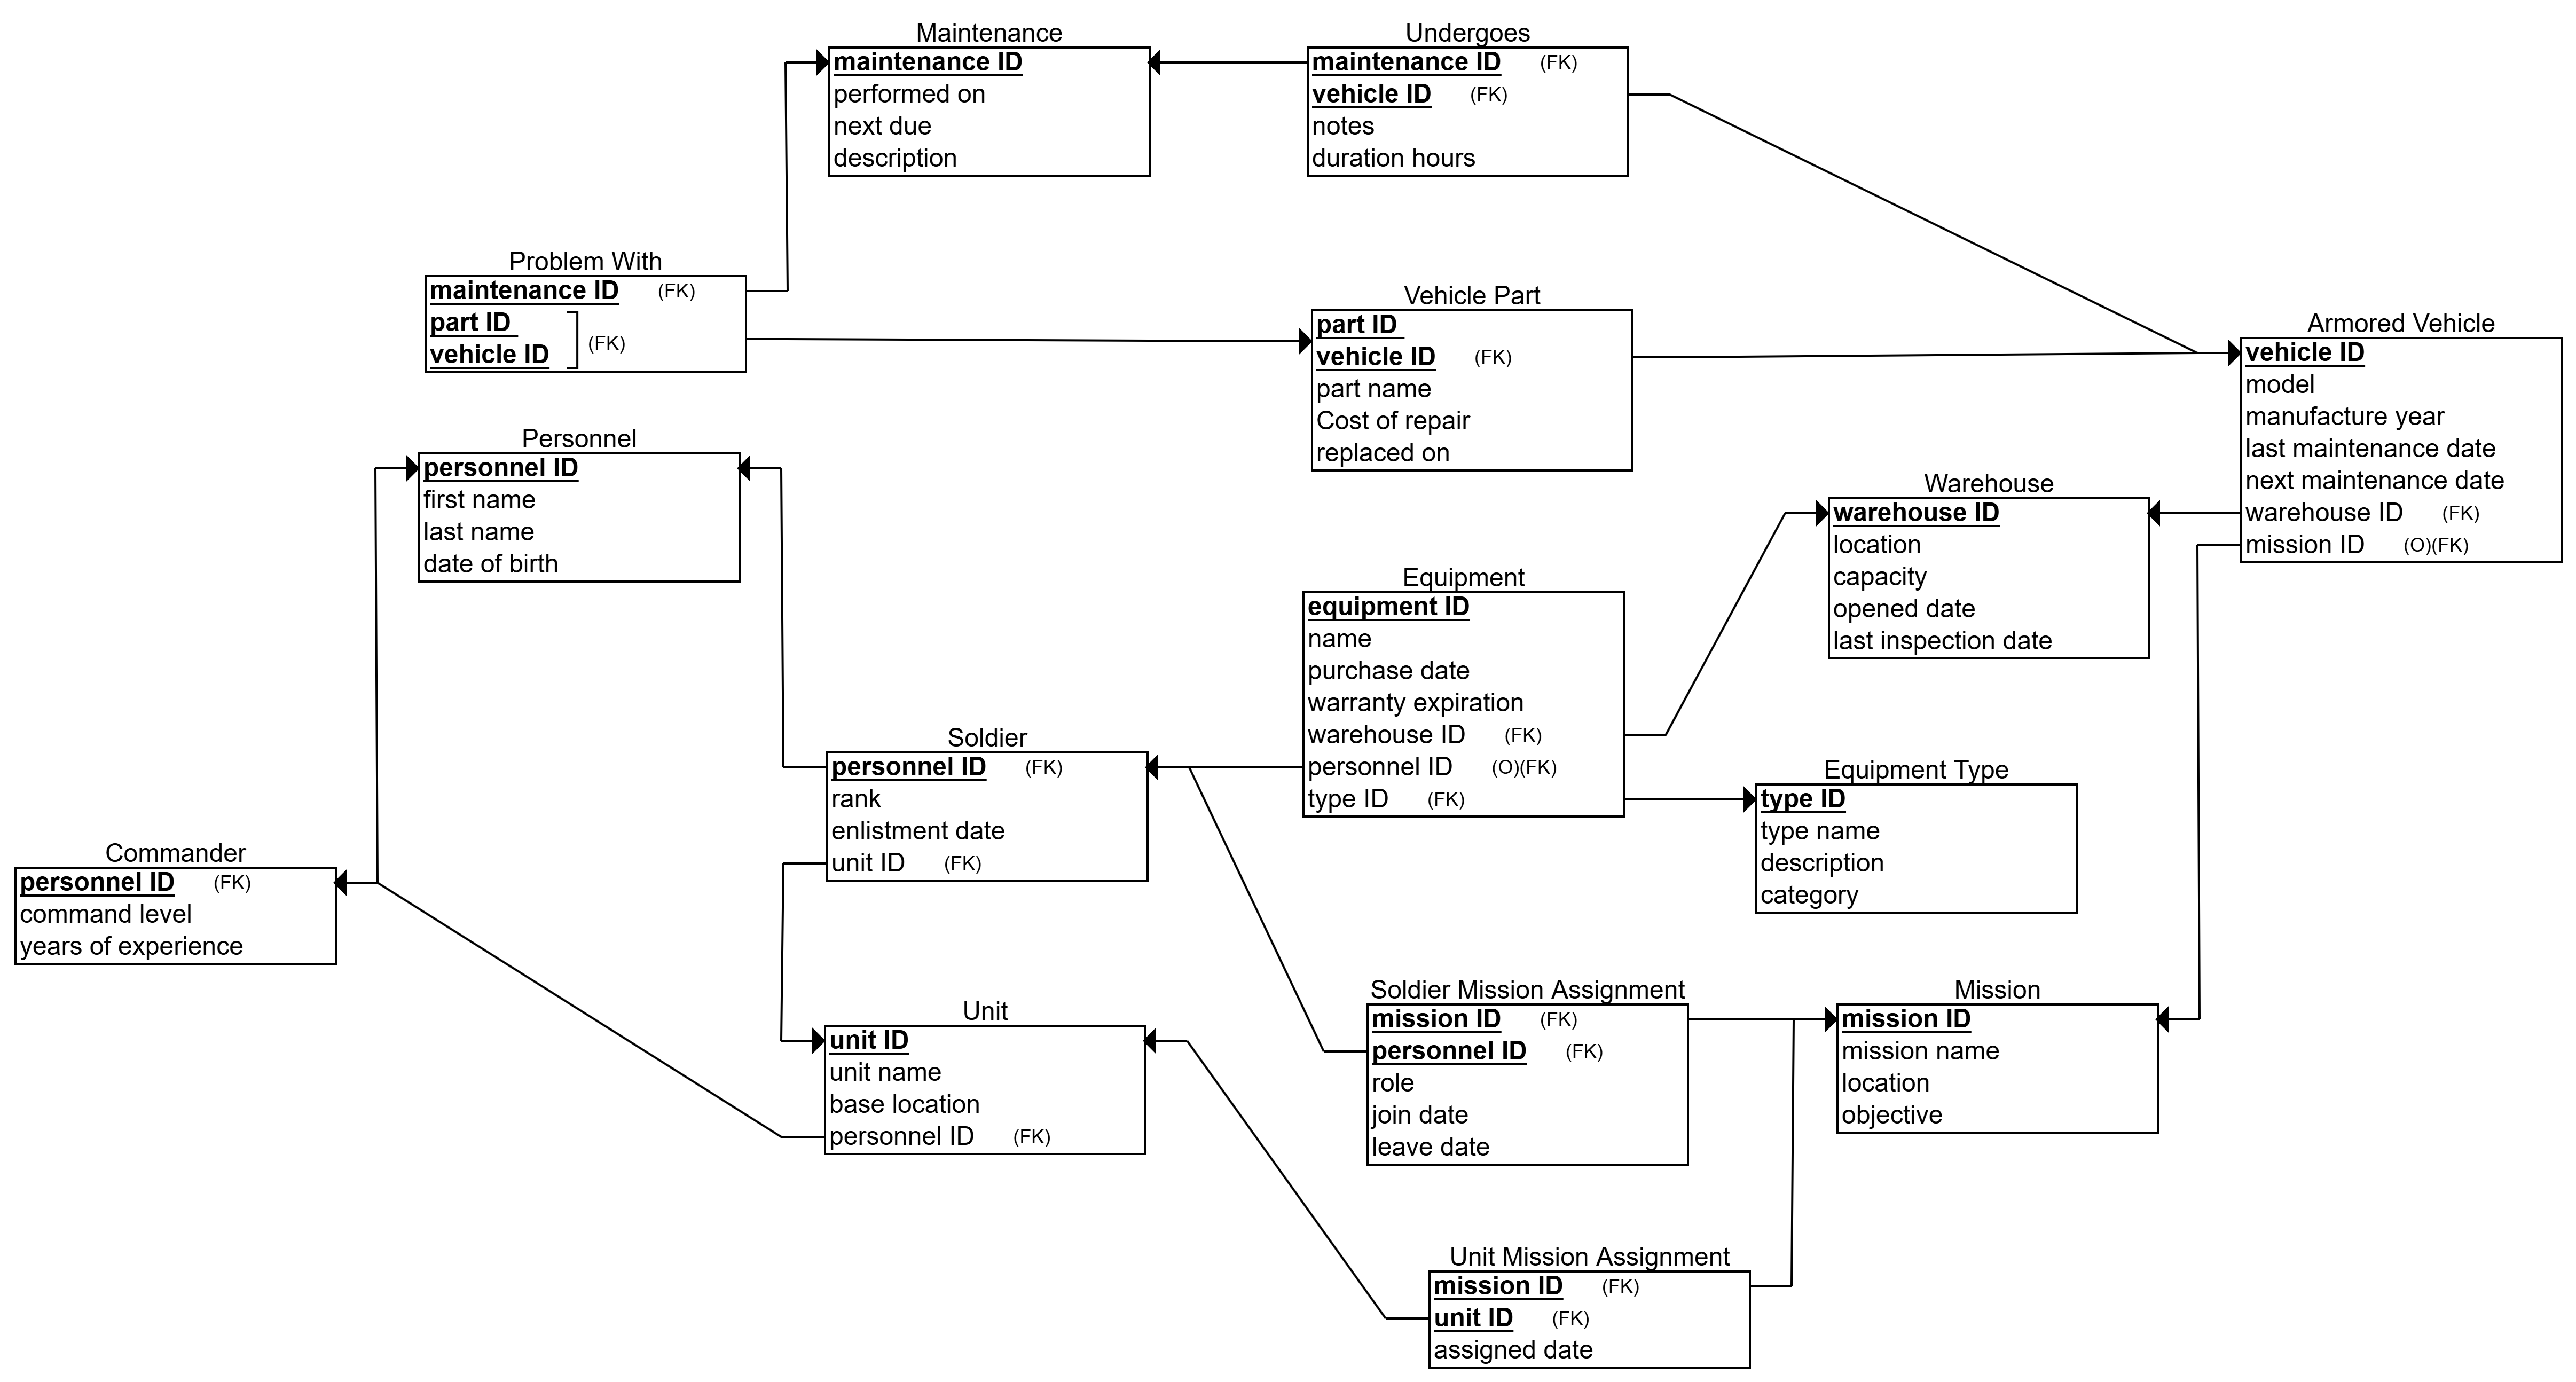 Maintenance
maintenance ID
performed on
next due
description
Undergoes
maintenance ID (FK)
vehicle ID (FK)
notes
duration hours
Problem With
maintenance ID (FK)
part ID
vehicle ID
(FK)
Vehicle Part
part ID
vehicle ID (FK)
part name
Cost of repair
replaced on
Armored Vehicle
vehicle ID
model
manufacture year
last maintenance date
next maintenance date
warehouse ID (FK)
mission ID (O)(FK)
Personnel
personnel ID
first name
last name
date of birth
Warehouse
warehouse ID
location
capacity
opened date
last inspection date
Equipment
equipment ID
name
purchase date
warranty expiration
warehouse ID (FK)
personnel ID (O)(FK)
type ID (FK)
Soldier
personnel ID (FK)
rank
enlistment date
unit ID (FK)
Equipment Type
type ID
type name
description
category
Commander
personnel ID (FK)
command level
years of experience
Unit
unit ID
unit name
base location
personnel ID (FK)
Soldier Mission Assignment
mission ID (FK)
personnel ID (FK)
role
join date
leave date
Mission
mission ID
mission name
location
objective
Unit Mission Assignment
mission ID (FK)
unit ID (FK)
assigned date